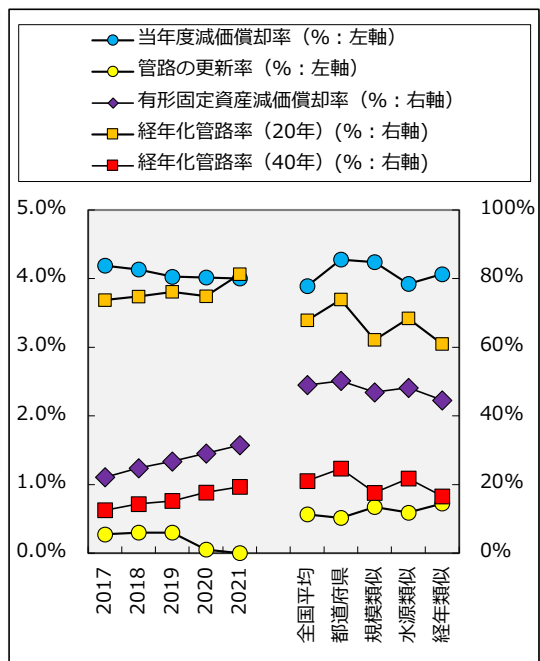 当年度減価償却率（%：左軸）
管路の更新率（%：左軸）
有形固定資産減価償却率（%：右軸）
経年化管路率（20年）(%：右軸)
経年化管路率（40年）(%：右軸)
5.0%
4.0%
3.0%
2.0%
1.0%
0.0%
100%
80%
60%
40%
20%
0%
2017
2018
2019
2020
2021
全国平均
都道府県
規模類似
水源類似
経年類似